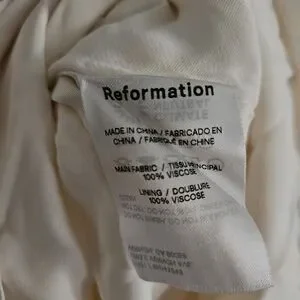 Reformation
MADE IN CHINA / FABRICADO EN
CHINA / FABRIQUÉ EN CHINE
MAIN FABRIC / TISSU PRINCIPAL
100% VISCOSE
LINING / DOUBLURE
100% VISCOSE